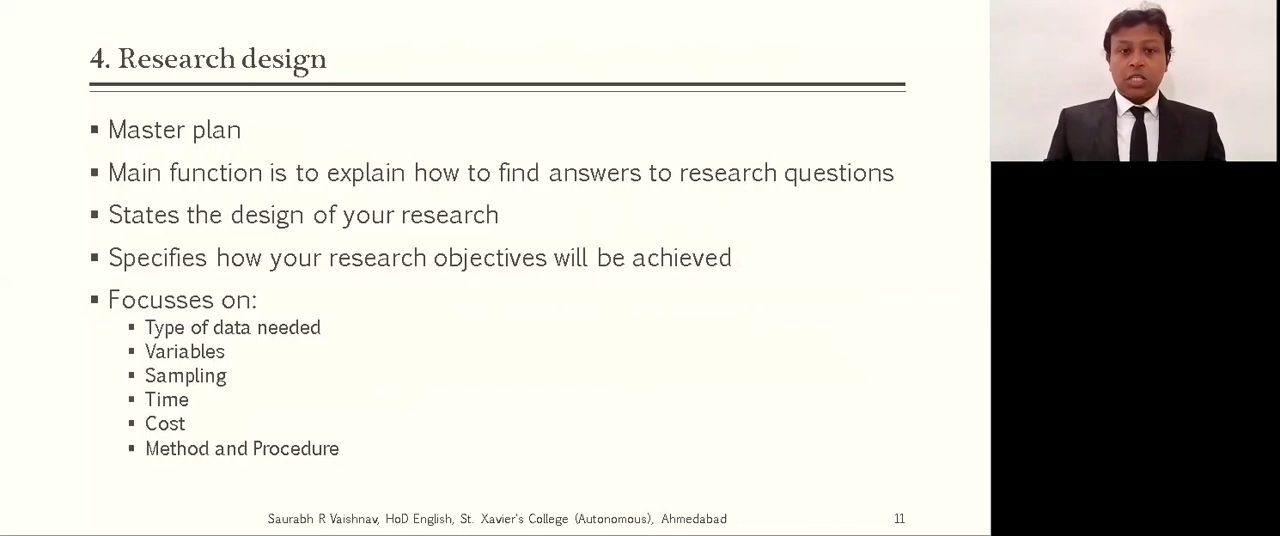 4. Research design
▪ Master plan
▪ Main function is to explain how to find answers to research questions
▪ States the design of your research
▪ Specifies how your research objectives will be achieved
▪ Focusses on:
▪ Type of data needed
▪ Variables
▪ Sampling
▪ Time
▪ Cost
▪ Method and Procedure
Saurabh R Vaishnav, HoD English, St. Xavier's College (Autonomous), Ahmedabad
11